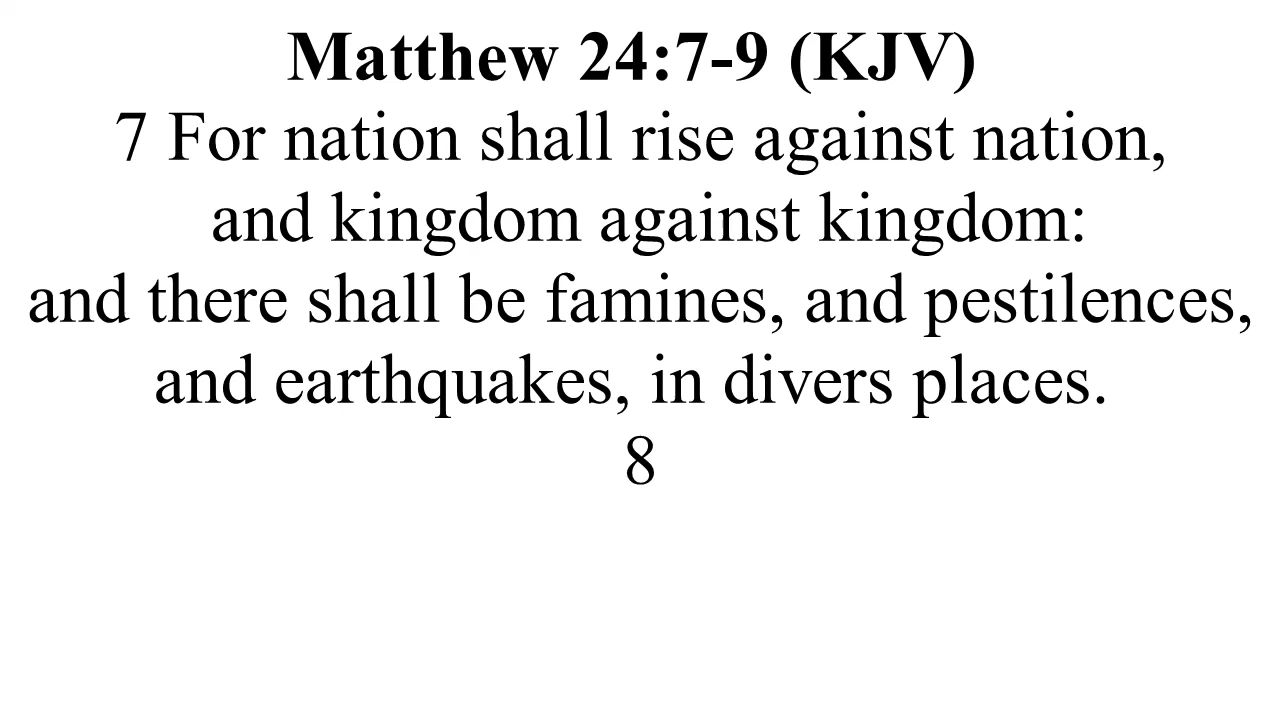 Matthew 24:7-9 (KJV)
7 For nation shall rise against nation,
and kingdom against kingdom:
and there shall be famines, and pestilences,
and earthquakes, in divers places.
8